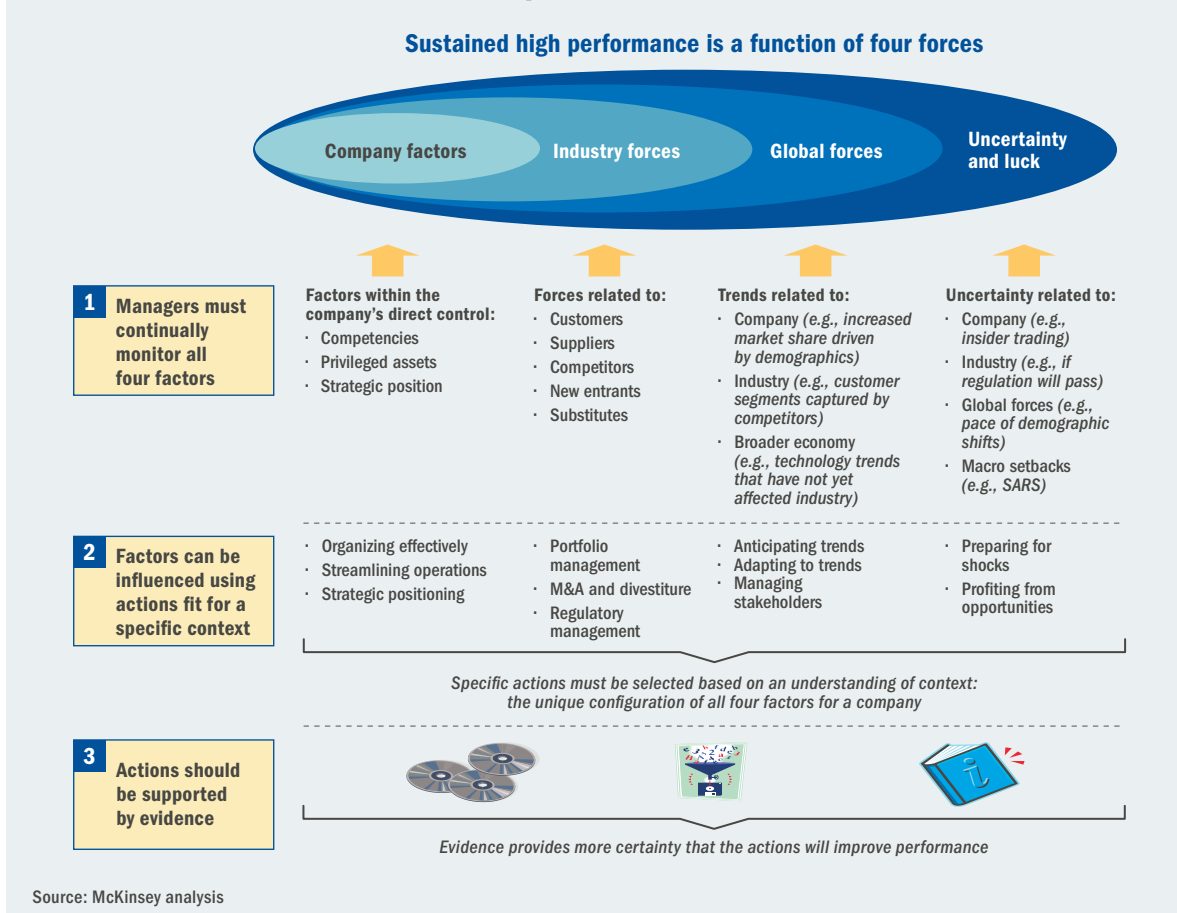 Sustained high performance is a function of four forces
Company factors
Industry forces
Global forces
Uncertainty
and luck
1
Managers must
continually
monitor all
four factors
Factors within the
company's direct control:
· Competencies
· Privileged assets
· Strategic position
Forces related to:
· Customers
· Suppliers
· Competitors
· New entrants
· Substitutes
Trends related to:
· Company (e.g., increased
market share driven
by demographics)
· Industry (e.g., customer
segments captured by
competitors)
· Broader economy
(e.g., technology trends
that have not yet
affected industry)
Uncertainty related to:
· Company (e.g.,
insider trading)
· Industry (e.g., if
regulation will pass)
· Global forces (e.g.,
pace of demographic
shifts)
· Macro setbacks
(e.g., SARS)
2
Factors can be
influenced using
actions fit for a
specific context
· Organizing effectively
· Streamlining operations
· Strategic positioning
· Portfolio
management
· M&A and divestiture
· Regulatory
management
· Anticipating trends
· Adapting to trends
· Managing
stakeholders
· Preparing for
shocks
· Profiting from
opportunities
Specific actions must be selected based on an understanding of context:
the unique configuration of all four factors for a company
3
Actions should
be supported
by evidence
i
Evidence provides more certainty that the actions will improve performance
Source: McKinsey analysis